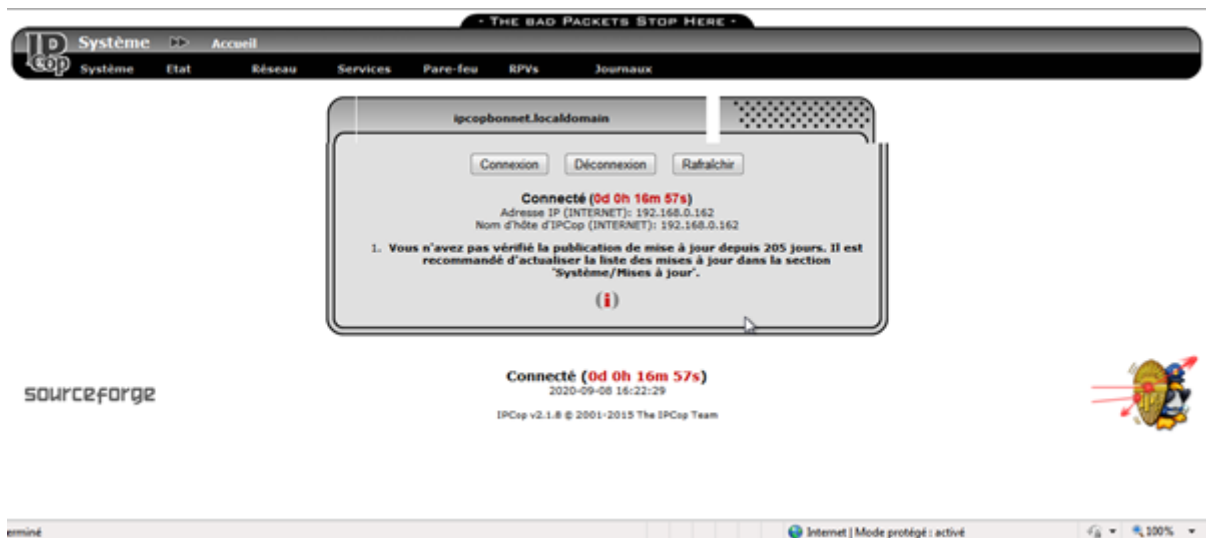 - THE BAD PACKETS STOP HERE -
IP COP
Système Accueil
Système Etat Réseau Services Pare-feu RPVs Journaux
ipcopbonnet.localdomain
Connexion Déconnexion Rafraîchir
Connecté (0d 0h 16m 57s)
Adresse IP (INTERNET): 192.168.0.162
Nom d'hôte d'IPCop (INTERNET): 192.168.0.162
1. Vous n'avez pas vérifié la publication de mise à jour depuis 205 jours. Il est
recommandé d'actualiser la liste des mises à jour dans la section
'Système/Mises à jour'.
(i)
Connecté (0d 0h 16m 57s)
2020-09-08 16:22:29
sourceforge
IPCop v2.1.8 © 2001-2015 The IPCop Team
erminé Internet | Mode protégé : activé 100%